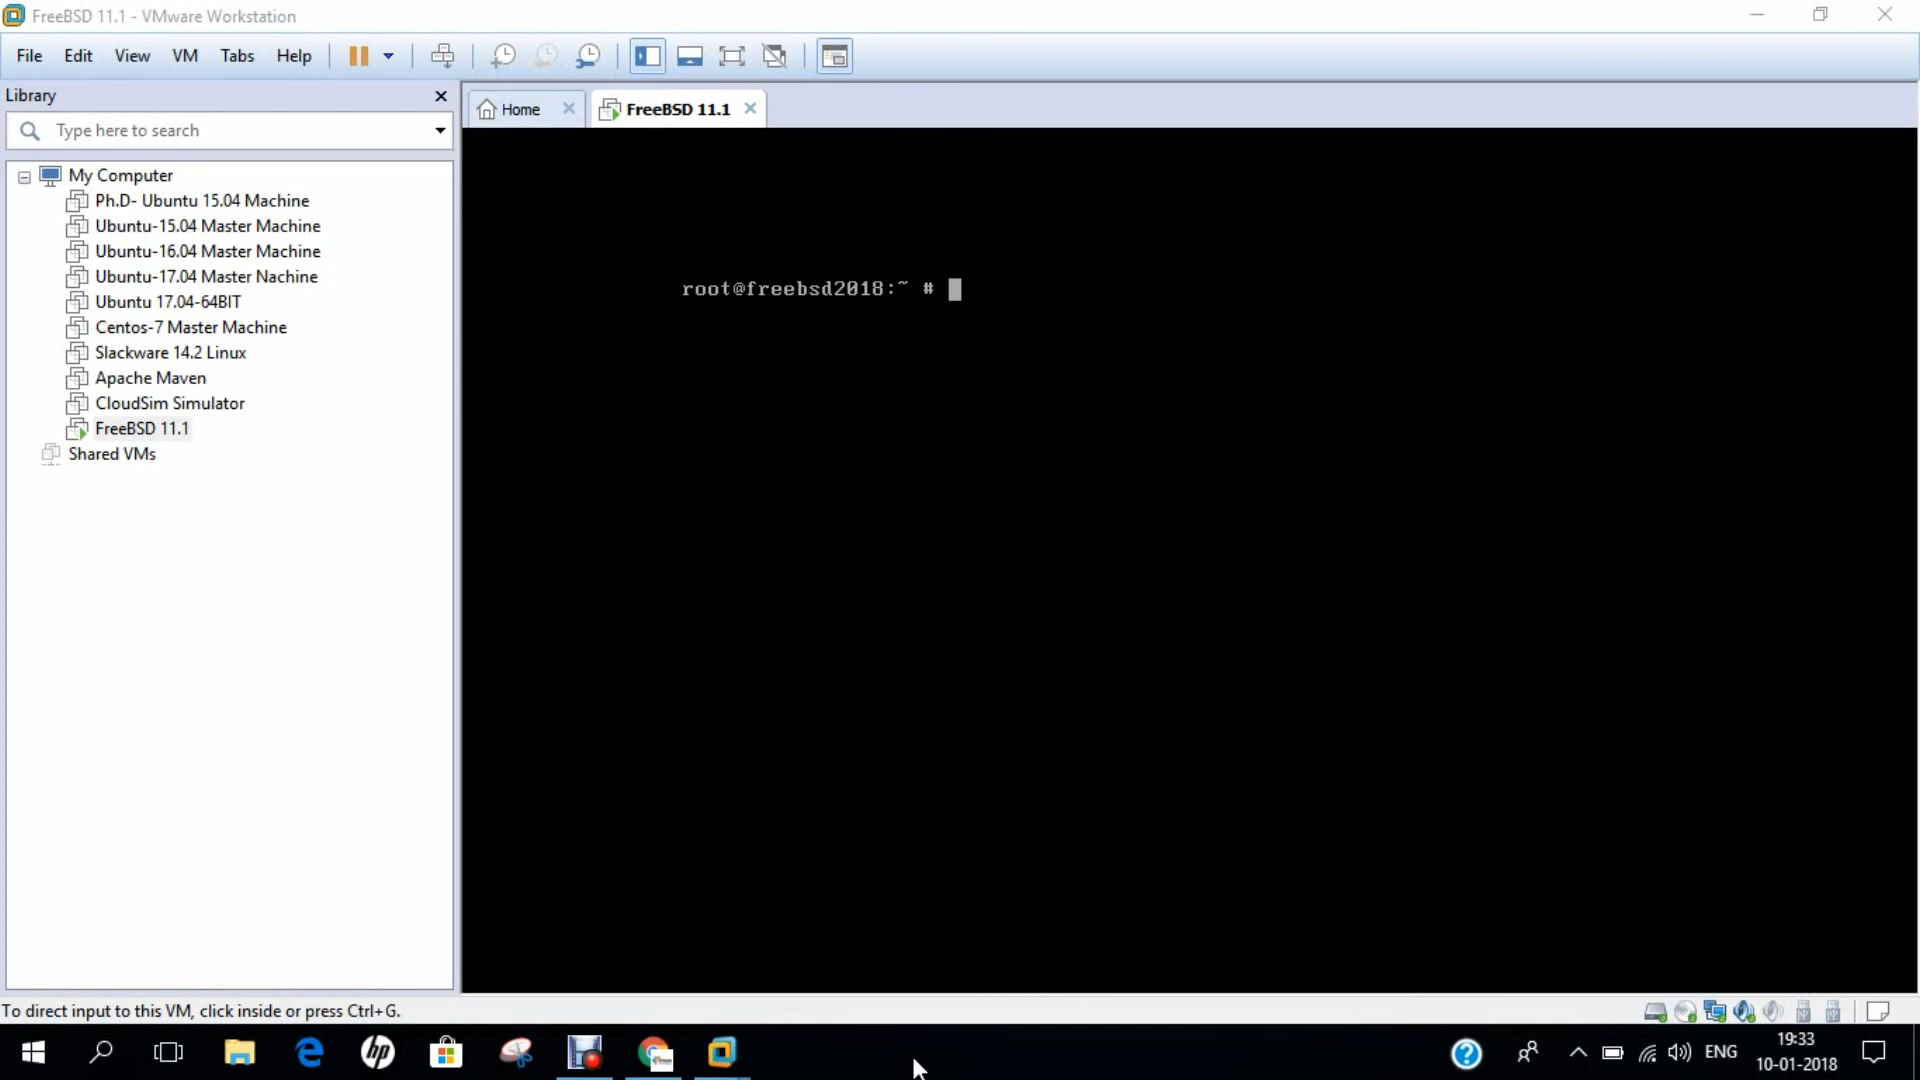 FreeBSD 11.1 - VMware Workstation
File Edit View VM Tabs Help
Library
Type here to search
Home
FreeBSD 11.1
My Computer
Ph.D- Ubuntu 15.04 Machine
Ubuntu-15.04 Master Machine
Ubuntu-16.04 Master Machine
Ubuntu-17.04 Master Nachine
Ubuntu 17.04-64BIT
Centos-7 Master Machine
Slackware 14.2 Linux
Apache Maven
CloudSim Simulator
FreeBSD 11.1
Shared VMs
root@freebsd2018:~ #
To direct input to this VM, click inside or press Ctrl+G.
hp
ENG
19:33
10-01-2018